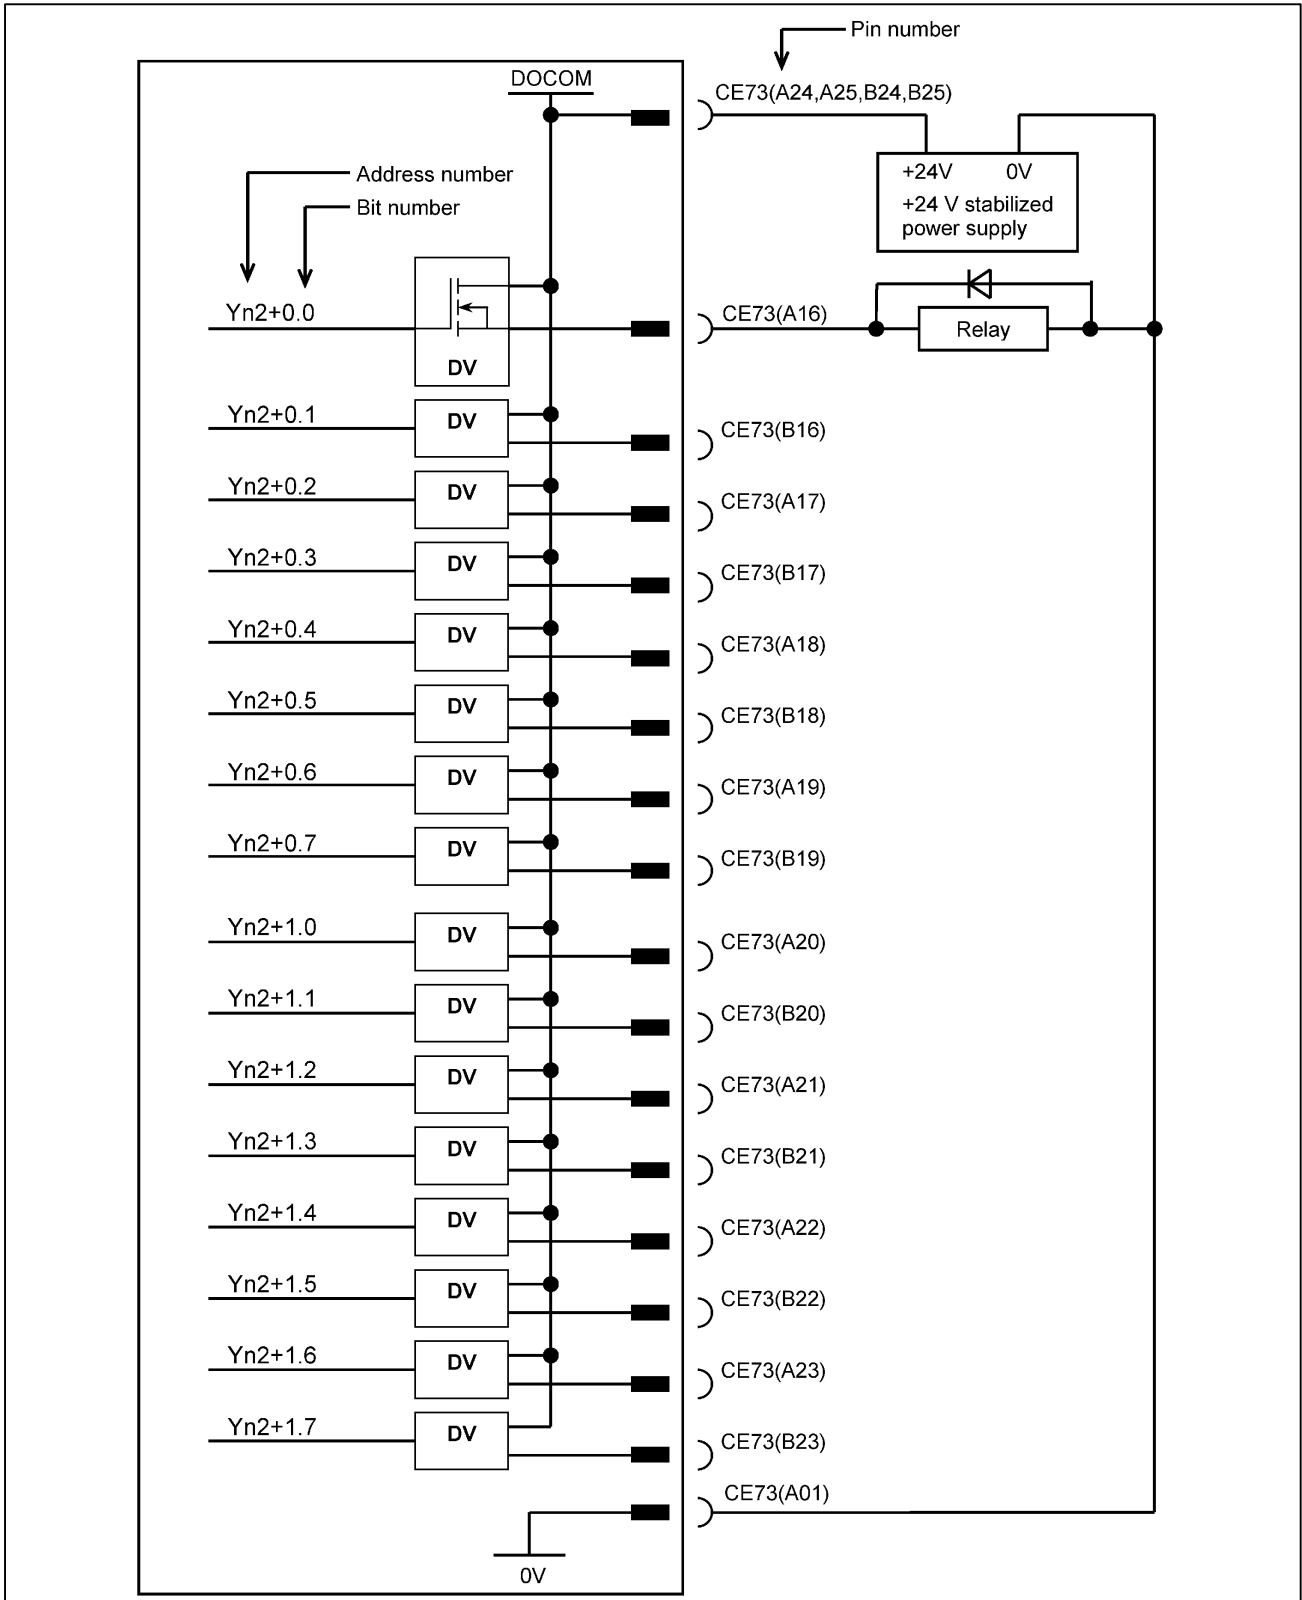 Pin number
DOCOM
CE73(A24,A25,B24,B25)
Address number
Bit number
+24V 0V
+24 V stabilized
power supply
Yn2+0.0
DV
CE73(A16)
Relay
Yn2+0.1
DV
CE73(B16)
Yn2+0.2
DV
CE73(A17)
Yn2+0.3
DV
CE73(B17)
Yn2+0.4
DV
CE73(A18)
Yn2+0.5
DV
CE73(B18)
Yn2+0.6
DV
CE73(A19)
Yn2+0.7
DV
CE73(B19)
Yn2+1.0
DV
CE73(A20)
Yn2+1.1
DV
CE73(B20)
Yn2+1.2
DV
CE73(A21)
Yn2+1.3
DV
CE73(B21)
Yn2+1.4
DV
CE73(A22)
Yn2+1.5
DV
CE73(B22)
Yn2+1.6
DV
CE73(A23)
Yn2+1.7
DV
CE73(B23)
CE73(A01)
0V